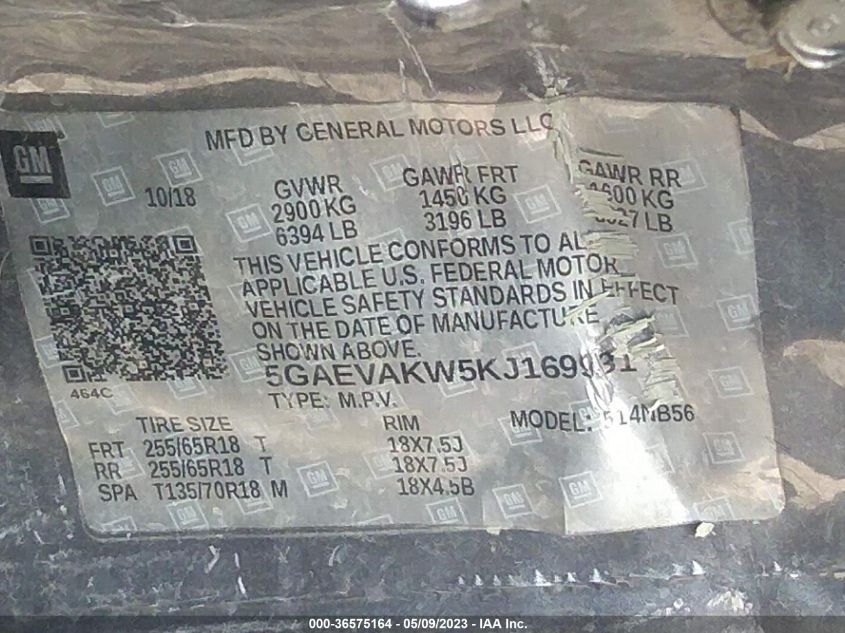 GM
MFD BY GENERAL MOTORS LLC
10/18
GVWR GAWR FRT GAWR RR
2900 KG 1450 KG
6394 LB 3196 LB LB
THIS VEHICLE CONFORMS TO AL
APPLICABLE U.S. FEDERAL MOTOR
VEHICLE SAFETY STANDARDS IN EFFECT
ON THE DATE OF MANUFACTURE
SHOWN ABOVE.
464C
TYPE: M.P.V. MODEL:
TIRE SIZE RIM
FRT 255/65R18 T 18X7.5J
RR 255/65R18 T 18X7.5J
SPA T135/70R18 M 18X4.5B
000-36575164 - 05/09/2023 - IAA Inc.